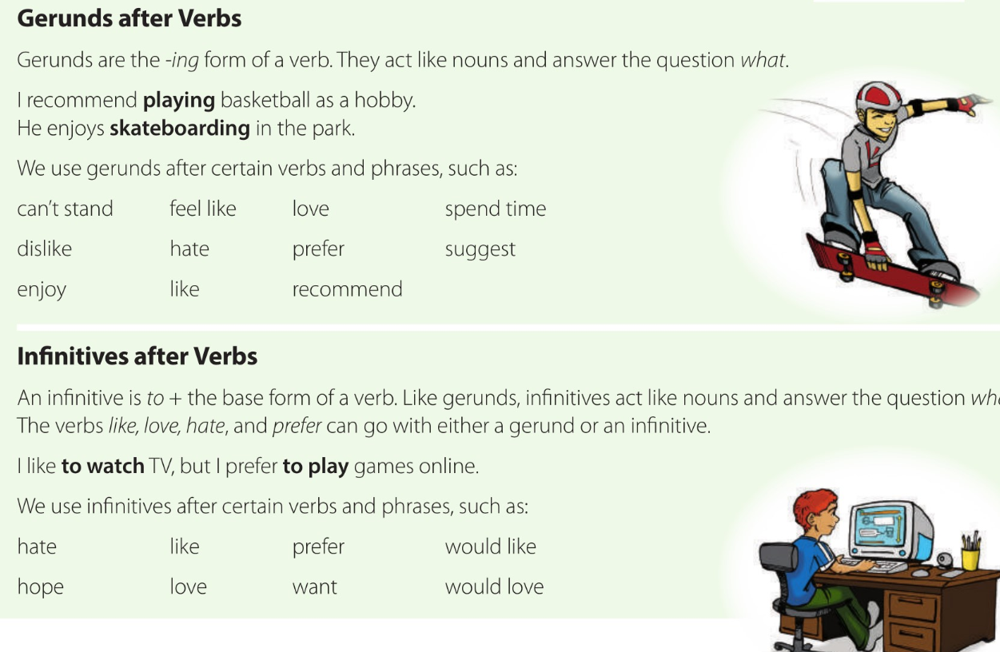 Gerunds after Verbs
Gerunds are the -ing form of a verb. They act like nouns and answer the question what.
I recommend playing basketball as a hobby.
He enjoys skateboarding in the park.
We use gerunds after certain verbs and phrases, such as:
can't stand feel like love spend time
dislike hate prefer suggest
enjoy like recommend
Infinitives after Verbs
An infinitive is to + the base form of a verb. Like gerunds, infinitives act like nouns and answer the question
The verbs like, love, hate, and prefer can go with either a gerund or an infinitive.
I like to watch TV, but I prefer to play games online.
We use infinitives after certain verbs and phrases, such as:
hate like prefer would like
hope love want would love